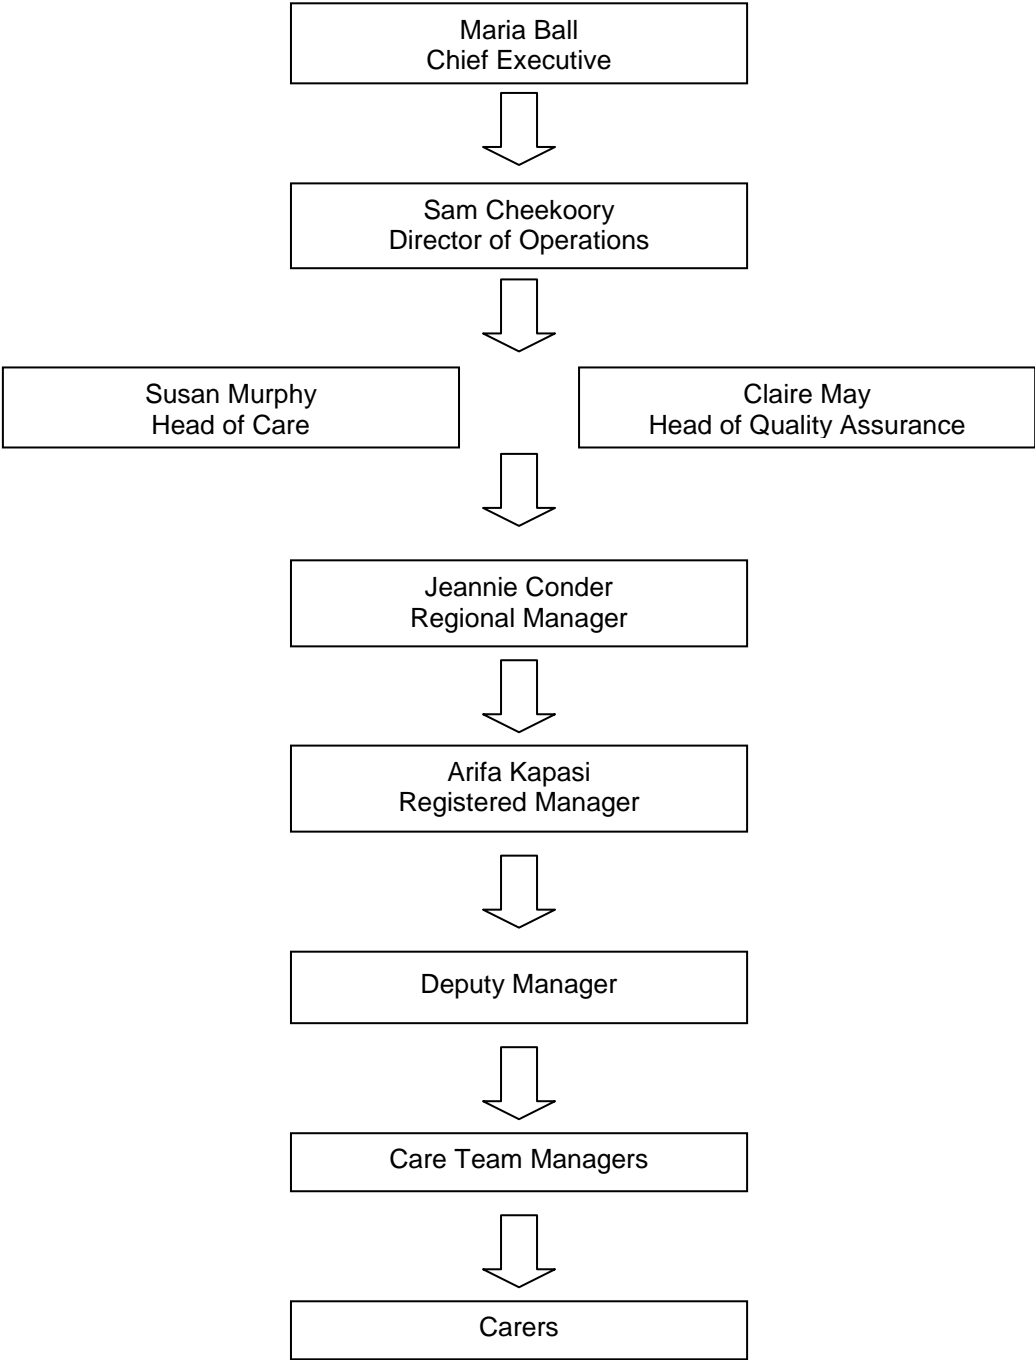 Maria Ball
Chief Executive
Sam Cheekoory
Director of Operations
Susan Murphy
Head of Care
Claire May
Head of Quality Assurance
Jeannie Conder
Regional Manager
Arifa Kapasi
Registered Manager
Deputy Manager
Care Team Managers
Carers